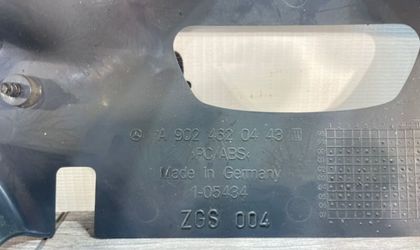 A 902 462 04 43
>PC/ABS<
Made in Germany
1-05434
ZGS 004